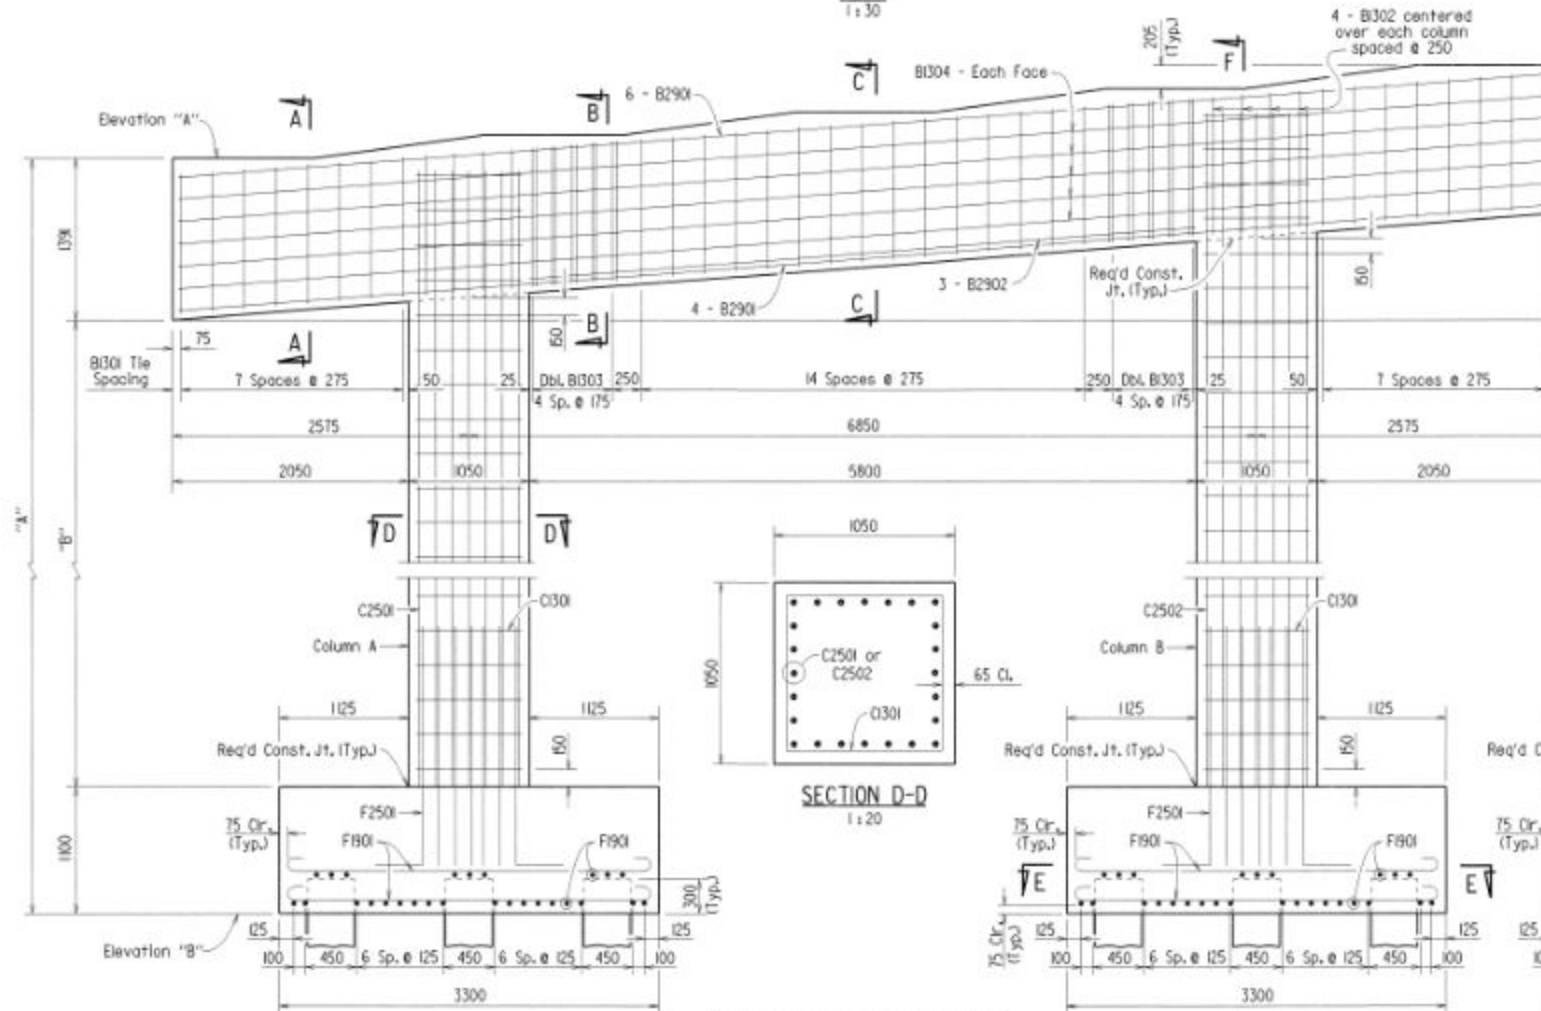 1:30
4 - B1302 centered
over each column
spaced @ 250
205
(Typ.)
F
C
B1304 - Each Face
6 - B2901
B
A
Elevation "A"
1391
150
Req'd Const.
Jt. (Typ.)
150
3 - B2902
4 - B2901
C
B
A
75
B1301 Tie
Spacing
7 Spaces @ 275
50
25
Dbl. B1303
4 Sp. @ 175
250
14 Spaces @ 275
250
Dbl. B1303
4 Sp. @ 175
25
50
7 Spaces @ 275
2575
6850
2575
2050
1050
5800
1050
2050
"A"
"B"
D
D
1050
C2501
C1301
Column A
1050
C2501 or
C2502
65 Cl.
C1301
SECTION D-D
1:20
C2502
C1301
Column B
1125
1125
150
Req'd Const. Jt. (Typ.)
1125
1125
150
Req'd Const. Jt. (Typ.)
Req'd C
1100
75 Clr.
(Typ.)
F2501
F1901
F1901
300
(Typ.)
75 Clr.
(Typ.)
F2501
F1901
F1901
75 Clr.
(Typ.)
E
E
Elevation "B"
125
125
100
450
6 Sp. @ 125
450
6 Sp. @ 125
450
100
3300
75 Clr.
(Typ.)
125
125
100
450
6 Sp. @ 125
450
6 Sp. @ 125
450
100
3300
125